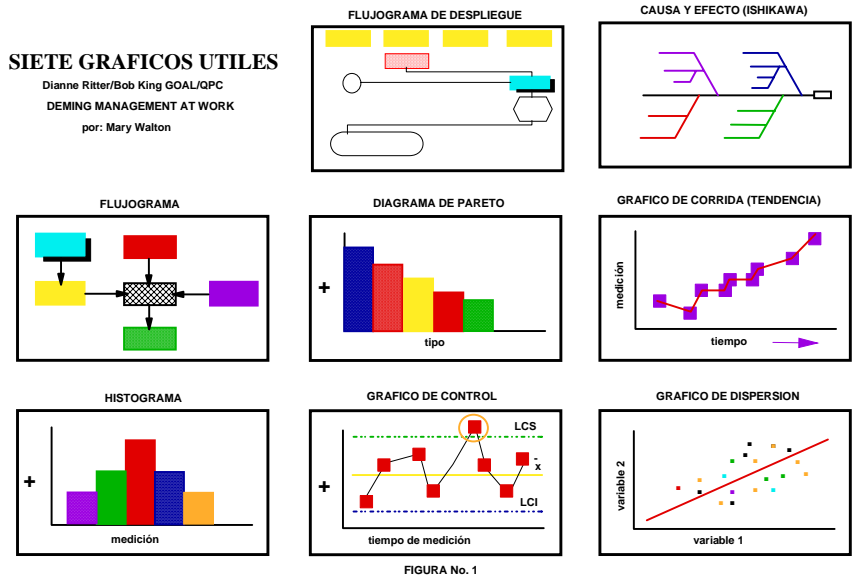 SIETE GRAFICOS UTILES
Dianne Ritter/Bob King GOAL/QPC
DEMING MANAGEMENT AT WORK
por: Mary Walton
FLUJOGRAMA DE DESPLIEGUE
CAUSA Y EFECTO (ISHIKAWA)
FLUJOGRAMA
DIAGRAMA DE PARETO
+
tipo
GRAFICO DE CORRIDA (TENDENCIA)
medición
tiempo
HISTOGRAMA
+
medición
GRAFICO DE CONTROL
+
LCS
-
x
LCI
tiempo de medición
GRAFICO DE DISPERSION
variable 2
variable 1
FIGURA No. 1